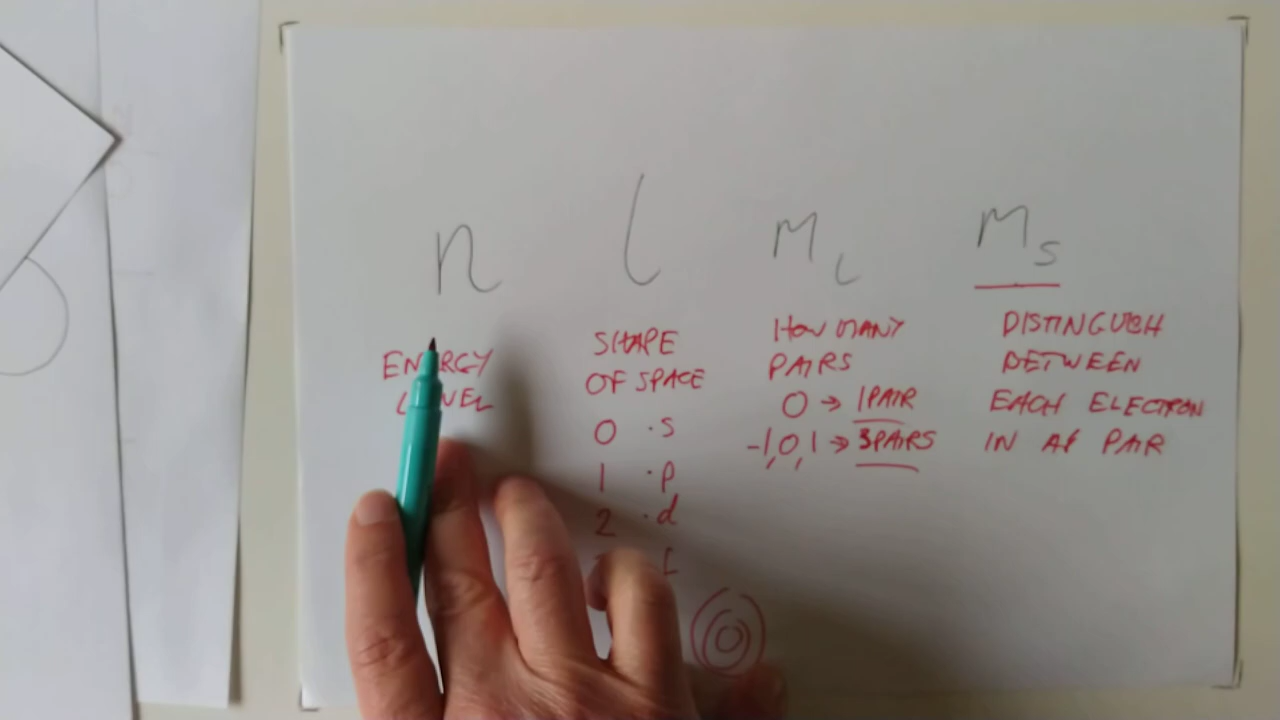 n l m l m s
ENERGY
LEVEL
SHAPE
OF SPACE
0 · s
1 · p
2 · d
f
HOW MANY
PAIRS
0 → 1 PAIR
-1, 0, 1 → 3 PAIRS
DISTINGUISH
BETWEEN
EACH ELECTRON
IN A PAIR